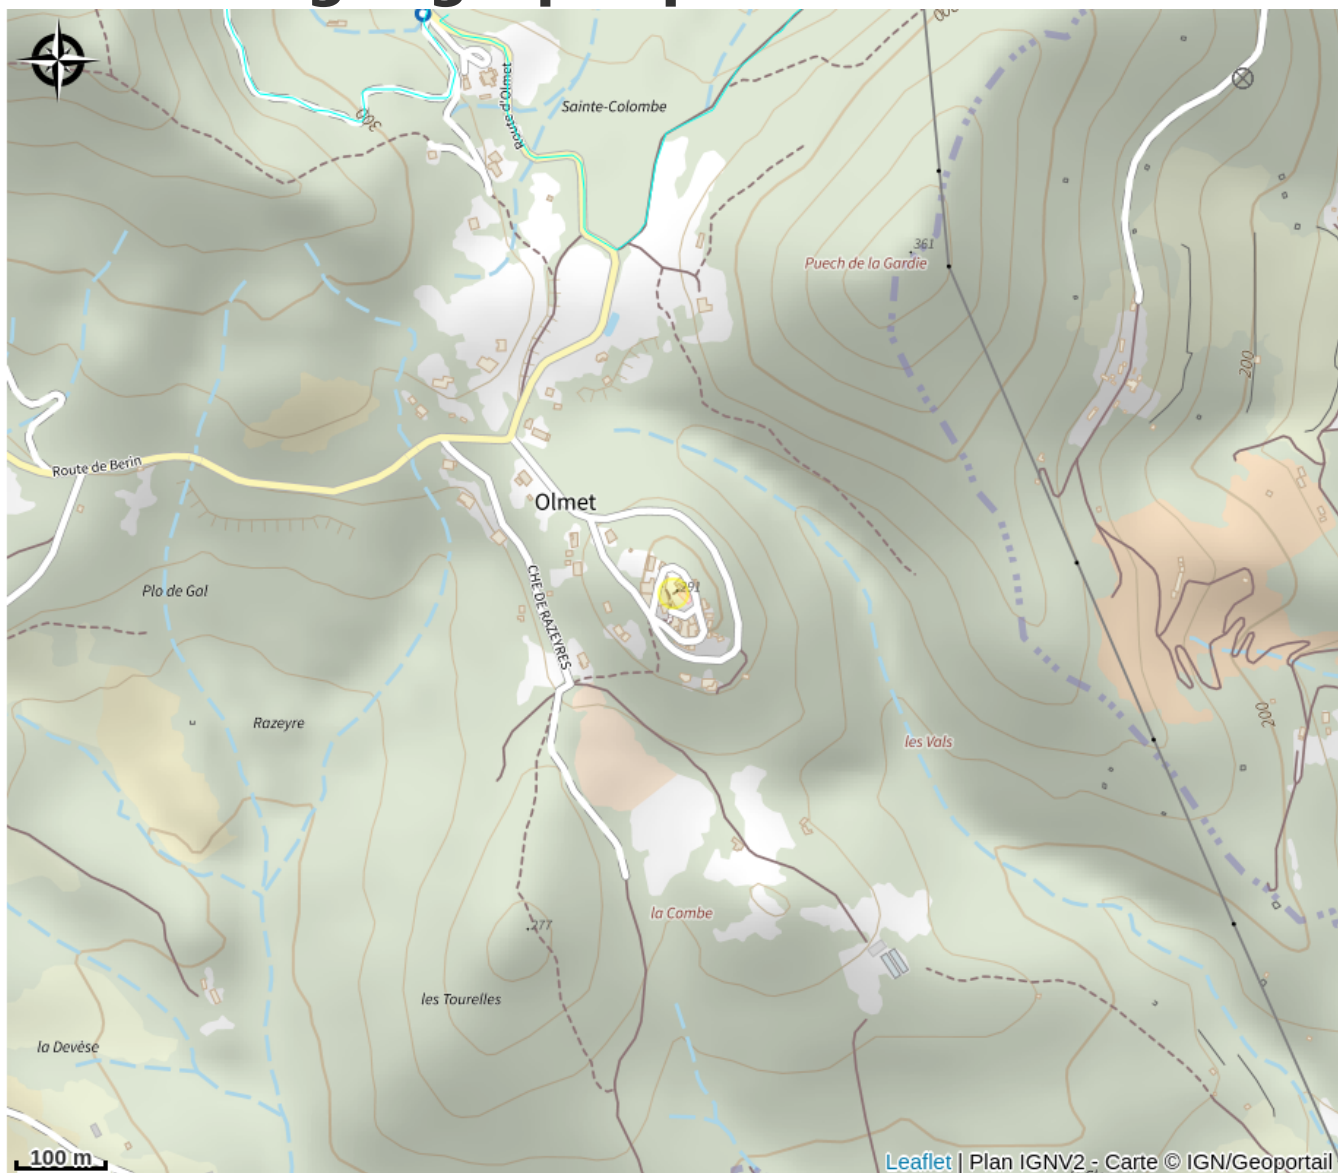 300
Route d'Olmet
Sainte-Colombe
361
Puech de la Gardie
200
Route de Berin
Olmet
291
Plo de Gol
CHE DE RAZEYRES
Razeyre
200
les Vals
la Combe
277
les Tourelles
la Devèse
100 m
Leaflet | Plan IGNV2 - Carte © IGN/Geoportail